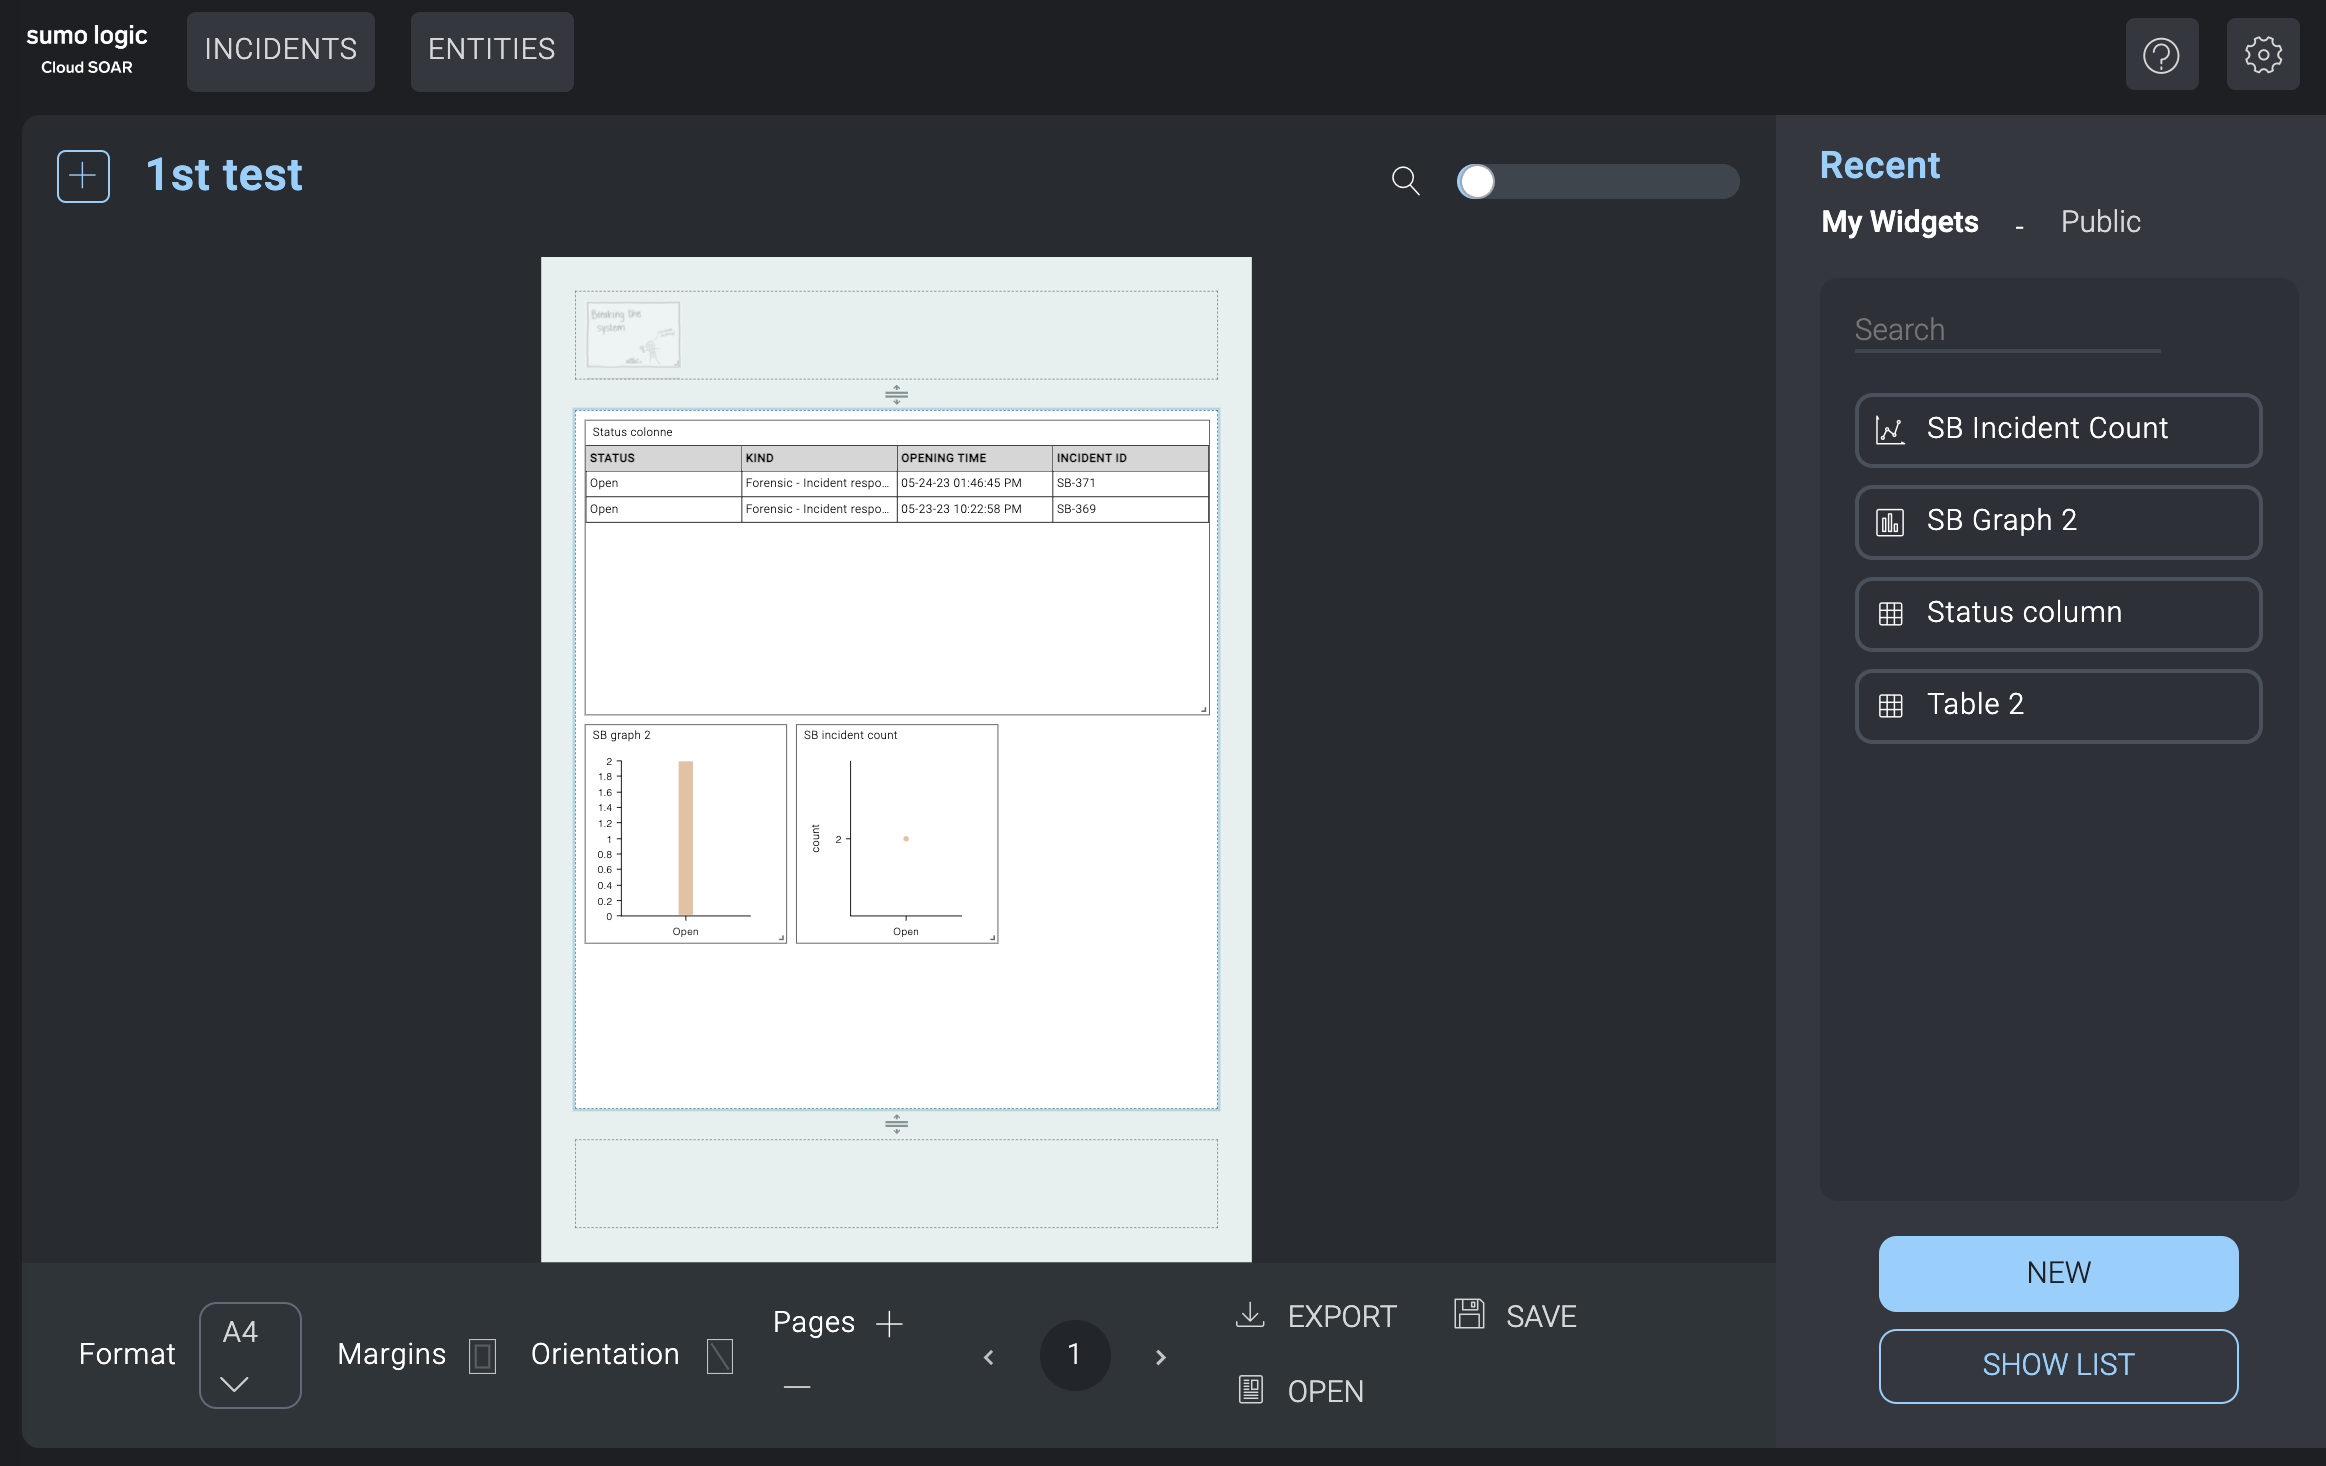 sumo logic
Cloud SOAR
INCIDENTS
ENTITIES
1st test
Breaking the
system
Status colonne
STATUS KIND OPENING TIME INCIDENT ID
Open Forensic - Incident respo... 05-24-23 01:46:45 PM SB-371
Open Forensic - Incident respo... 05-23-23 10:22:58 PM SB-369
SB graph 2
2
1.8
1.6
1.4
1.2
1
0.8
0.6
0.4
0.2
0
Open
SB incident count
count
2
Open
Format
A4
Margins
Orientation
Pages
1
EXPORT
SAVE
OPEN
Recent
My Widgets - Public
Search
SB Incident Count
SB Graph 2
Status column
Table 2
NEW
SHOW LIST